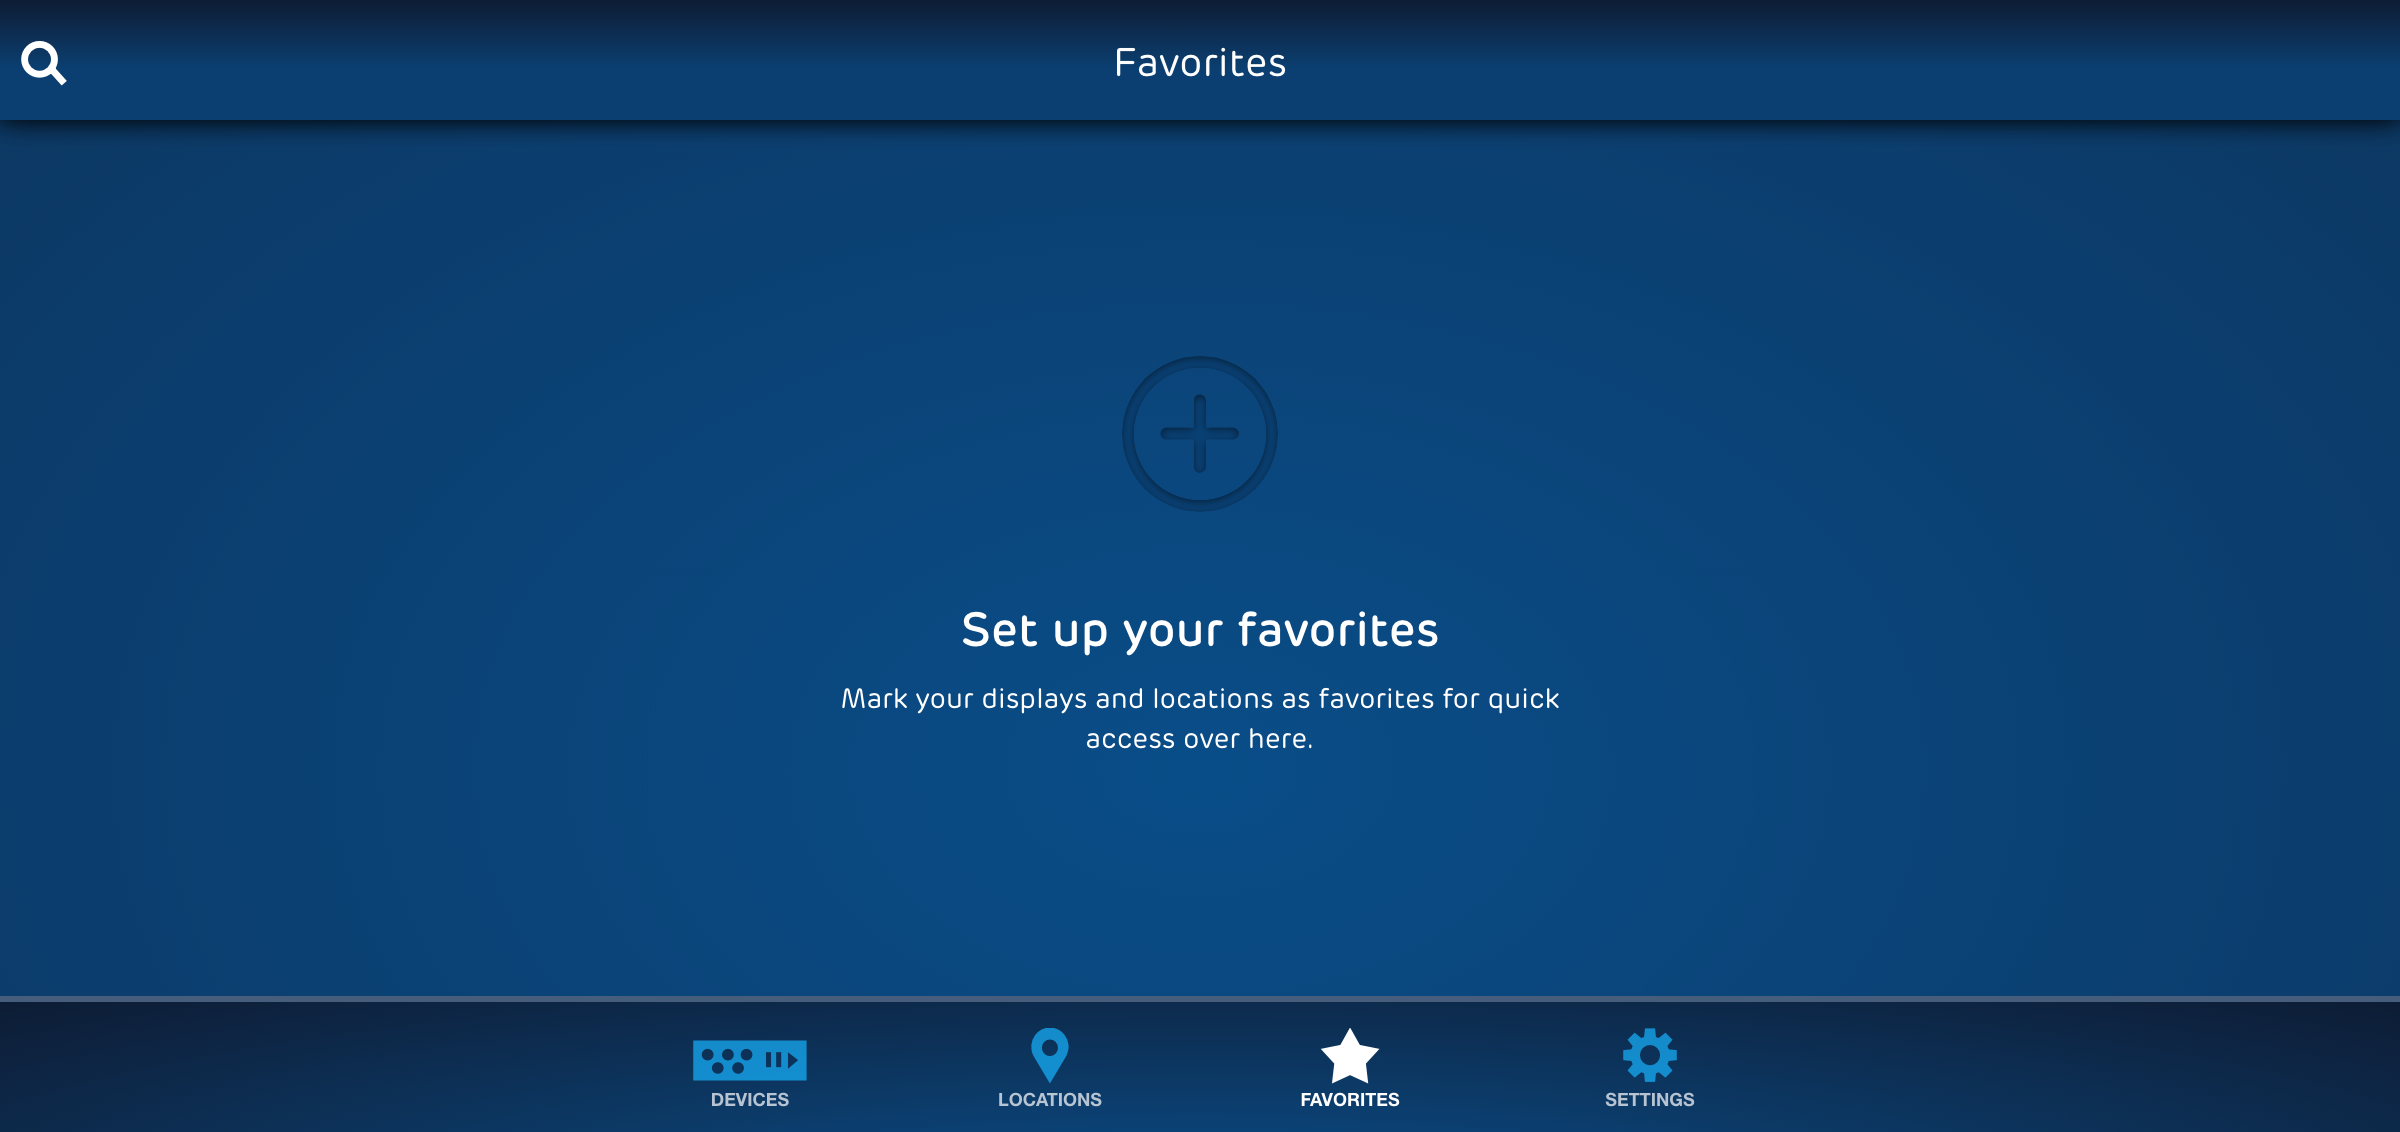 Favorites
Set up your favorites
Mark your displays and locations as favorites for quick
access over here.
DEVICES
LOCATIONS
FAVORITES
SETTINGS